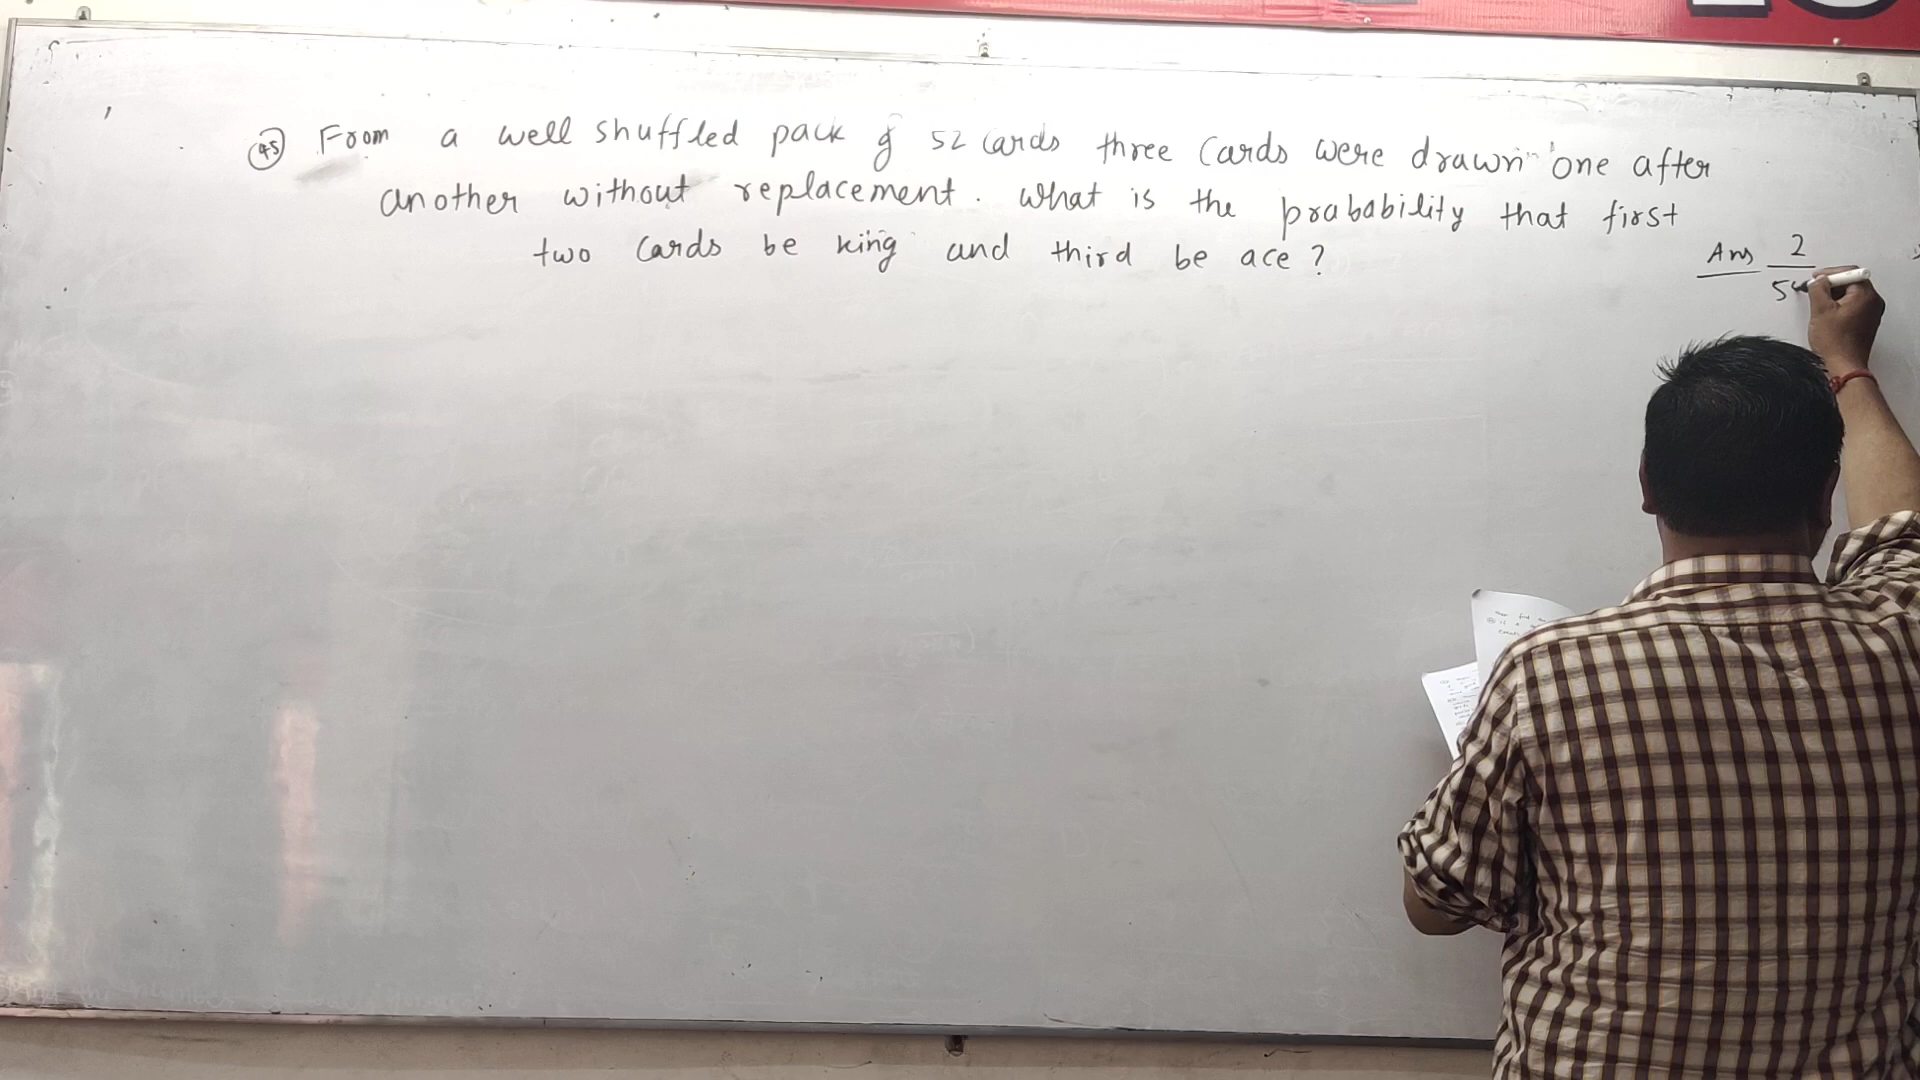 45 From a well shuffled pack of 52 cards three cards were drawn one after
another without replacement. What is the prabability that first
two cards be king and third be ace ?
Ans 2